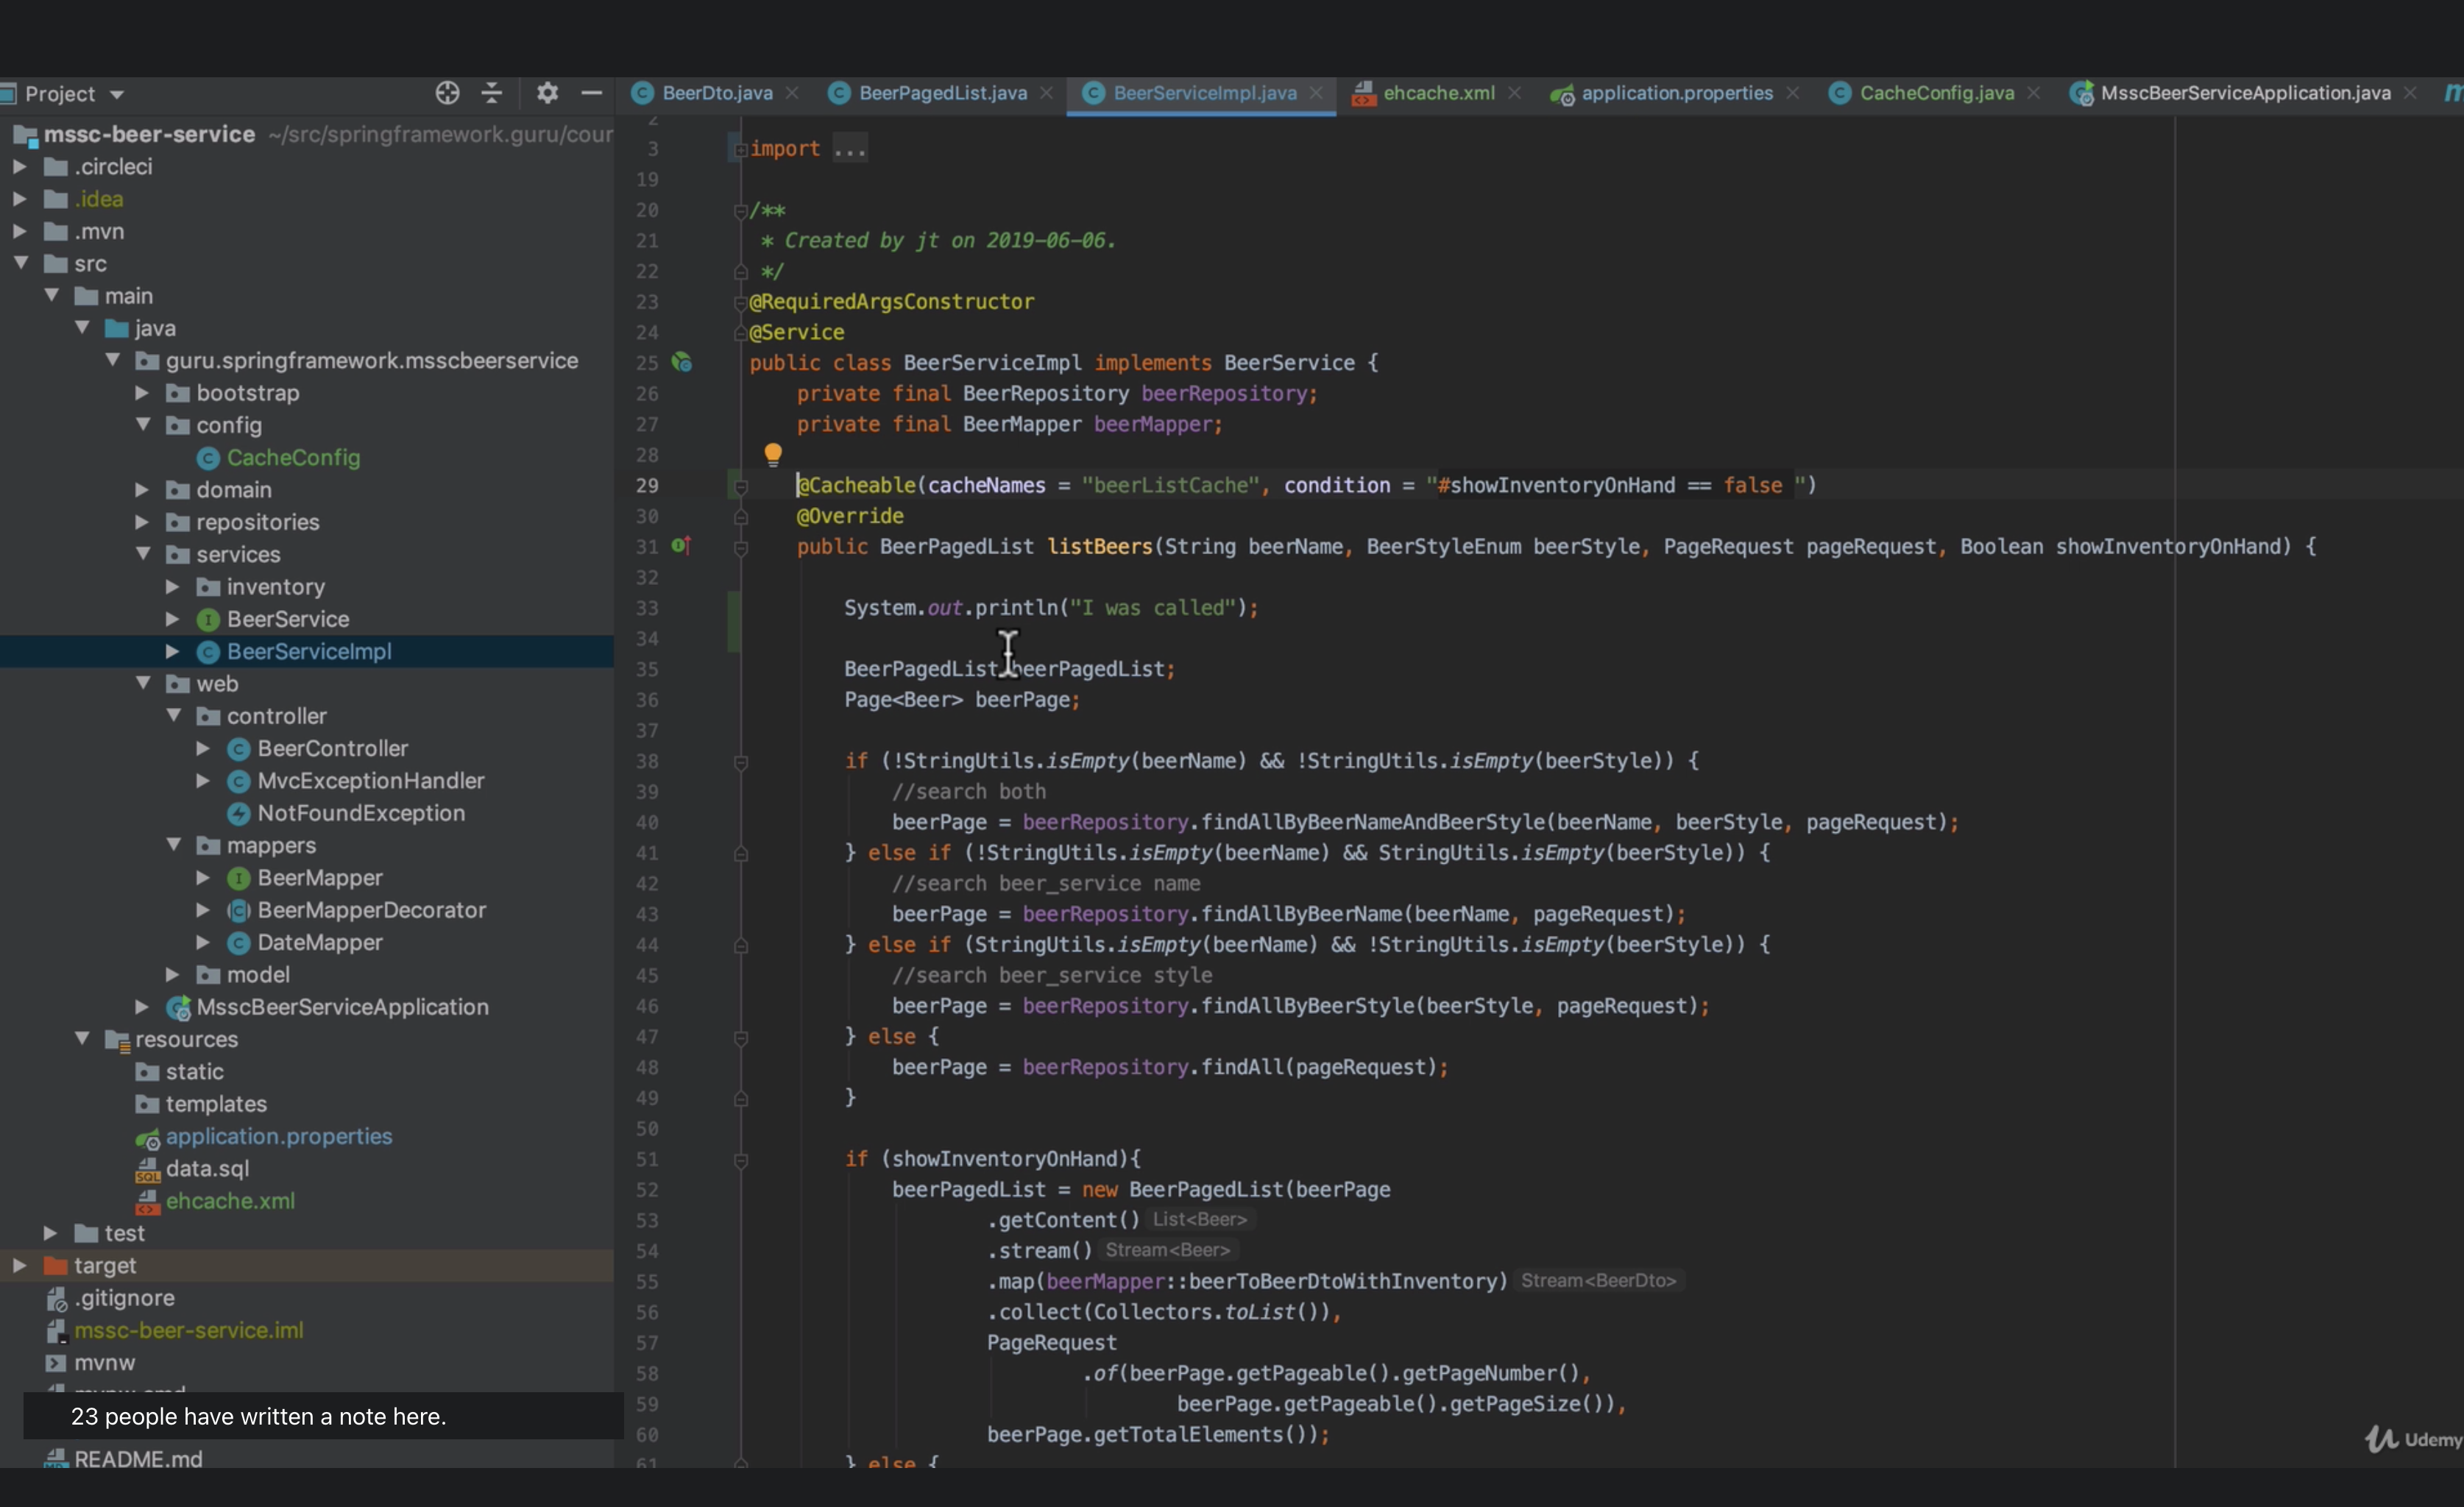 Project
BeerDto.java
BeerPagedList.java
BeerServiceImpl.java
ehcache.xml
application.properties
CacheConfig.java
MsscBeerServiceApplication.java
mssc-beer-service ~/src/springframework.guru/cour
.circleci
.idea
.mvn
src
main
java
guru.springframework.msscbeerservice
bootstrap
config
CacheConfig
domain
repositories
services
inventory
BeerService
BeerServiceImpl
web
controller
BeerController
MvcExceptionHandler
NotFoundException
mappers
BeerMapper
BeerMapperDecorator
DateMapper
model
MsscBeerServiceApplication
resources
static
templates
application.properties
data.sql
ehcache.xml
test
target
.gitignore
mssc-beer-service.iml
mvnw
23 people have written a note here.
README.md
2
3 import ...
19
20 /**
21 * Created by jt on 2019-06-06.
22 */
23 @RequiredArgsConstructor
24 @Service
25 public class BeerServiceImpl implements BeerService {
26 private final BeerRepository beerRepository;
27 private final BeerMapper beerMapper;
28
29 @Cacheable(cacheNames = "beerListCache", condition = "#showInventoryOnHand == false ")
30 @Override
31 public BeerPagedList listBeers(String beerName, BeerStyleEnum beerStyle, PageRequest pageRequest, Boolean showInventoryOnHand) {
32
33 System.out.println("I was called");
34
35 BeerPagedList beerPagedList;
36 Page<Beer> beerPage;
37
38 if (!StringUtils.isEmpty(beerName) && !StringUtils.isEmpty(beerStyle)) {
39 //search both
40 beerPage = beerRepository.findAllByBeerNameAndBeerStyle(beerName, beerStyle, pageRequest);
41 } else if (!StringUtils.isEmpty(beerName) && StringUtils.isEmpty(beerStyle)) {
42 //search beer_service name
43 beerPage = beerRepository.findAllByBeerName(beerName, pageRequest);
44 } else if (StringUtils.isEmpty(beerName) && !StringUtils.isEmpty(beerStyle)) {
45 //search beer_service style
46 beerPage = beerRepository.findAllByBeerStyle(beerStyle, pageRequest);
47 } else {
48 beerPage = beerRepository.findAll(pageRequest);
49 }
50
51 if (showInventoryOnHand){
52 beerPagedList = new BeerPagedList(beerPage
53 .getContent() List<Beer>
54 .stream() Stream<Beer>
55 .map(beerMapper::beerToBeerDtoWithInventory) Stream<BeerDto>
56 .collect(Collectors.toList()),
57 PageRequest
58 .of(beerPage.getPageable().getPageNumber(),
59 beerPage.getPageable().getPageSize()),
60 beerPage.getTotalElements());
61 } else {
Udemy